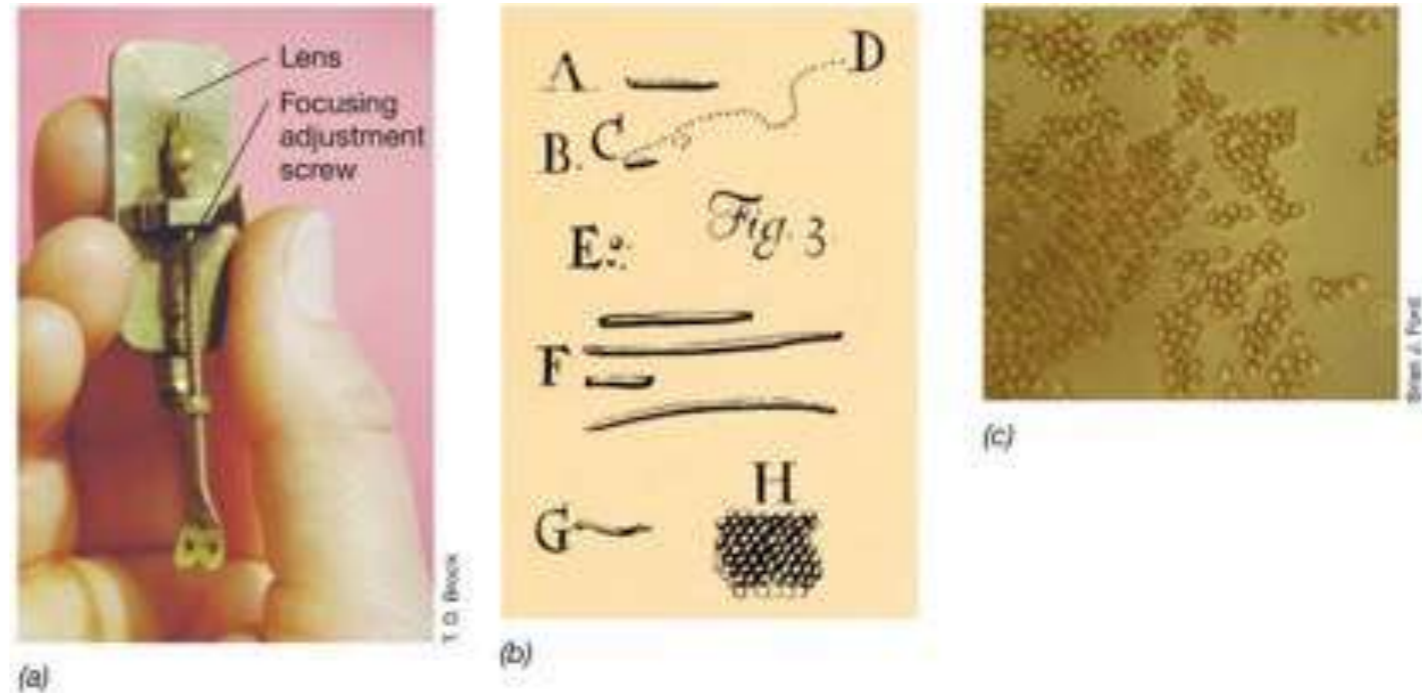 Lens
Focusing
adjustment
screw
T. D. Brock
(a)
A.
B.
C
D
E.
Fig. 3
F
G
H
(b)
Brian J. Ford
(c)